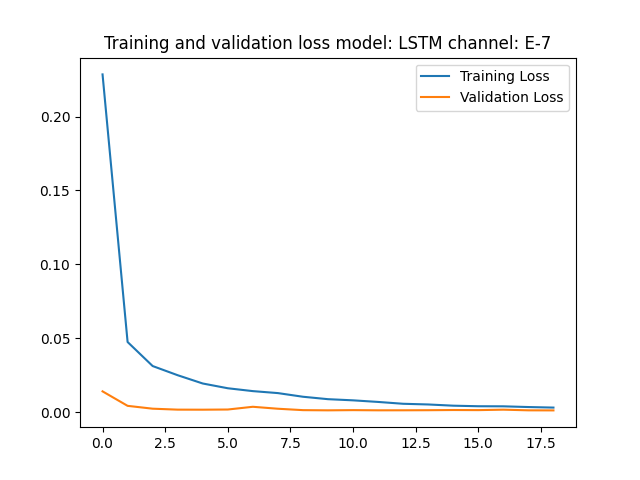 Training and validation loss model: LSTM channel: E-7
Training Loss
Validation Loss
0.20
0.15
0.10
0.05
0.00
0.0 2.5 5.0 7.5 10.0 12.5 15.0 17.5